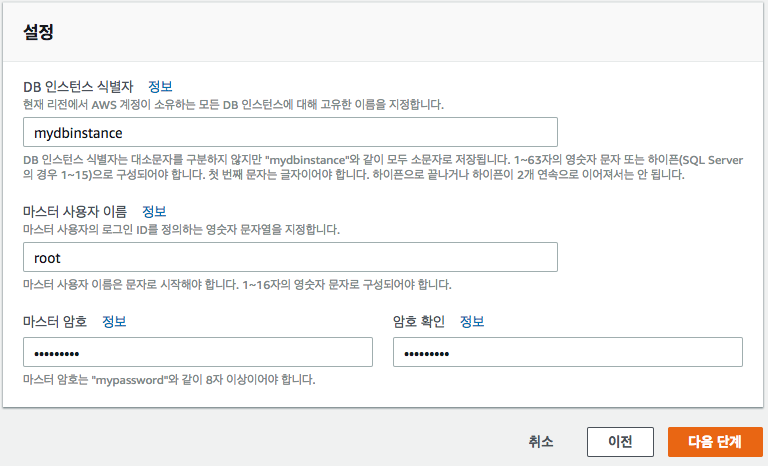 설정
DB 인스턴스 식별자 정보
현재 리전에서 AWS 계정이 소유하는 모든 DB 인스턴스에 대해 고유한 이름을 지정합니다.
mydbinstance
DB 인스턴스 식별자는 대소문자를 구분하지 않지만 "mydbinstance"와 같이 모두 소문자로 저장됩니다. 1~63자의 영숫자 문자 또는 하이픈(SQL Server
의 경우 1~15)으로 구성되어야 합니다. 첫 번째 문자는 글자이어야 합니다. 하이픈으로 끝나거나 하이픈이 2개 연속으로 이어져서는 안 됩니다.
마스터 사용자 이름 정보
마스터 사용자의 로그인 ID를 정의하는 영숫자 문자열을 지정합니다.
root
마스터 사용자 이름은 문자로 시작해야 합니다. 1~16자의 영숫자 문자로 구성되어야 합니다.
마스터 암호 정보 암호 확인 정보
••••••••• •••••••••
마스터 암호는 "mypassword"와 같이 8자 이상이어야 합니다.
취소 이전 다음 단계